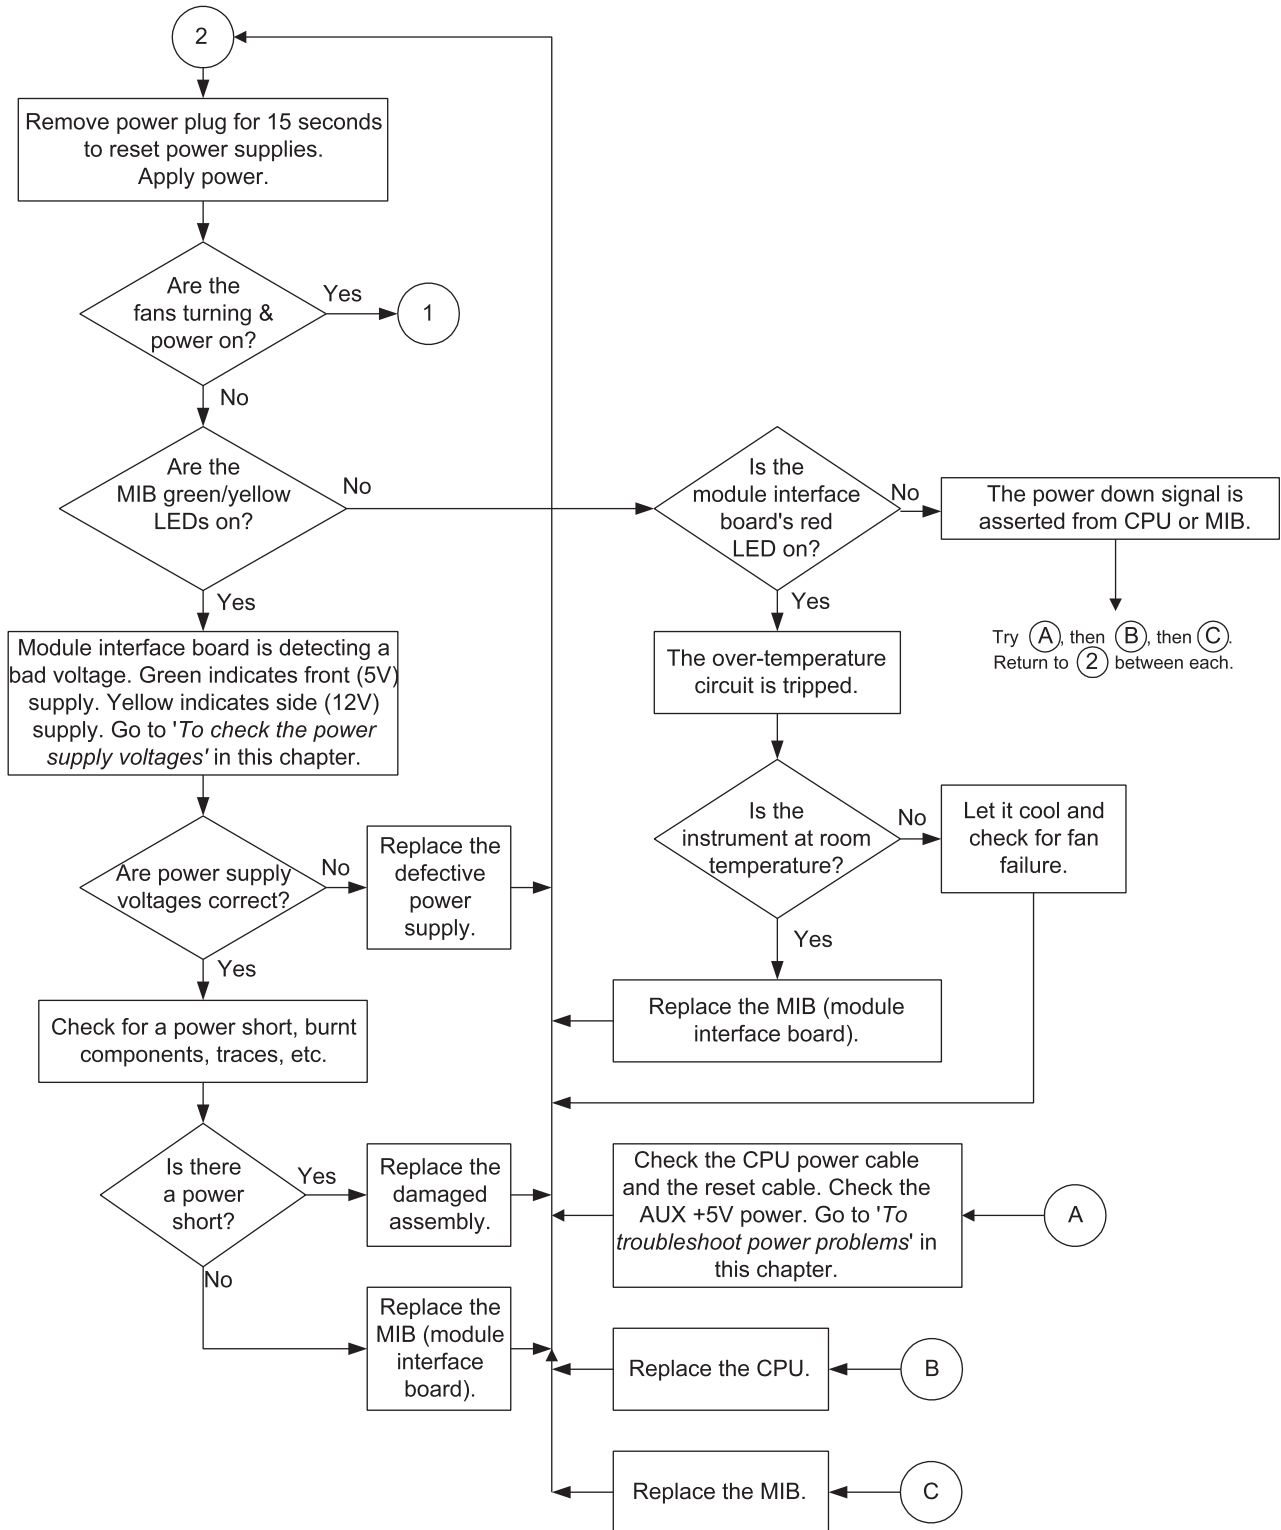 2
Remove power plug for 15 seconds
to reset power supplies.
Apply power.
Are the
fans turning &
power on?
Yes
1
No
Are the
MIB green/yellow
LEDs on?
No
Yes
Is the
module interface
board's red
LED on?
No
The power down signal is
asserted from CPU or MIB.
Try A, then B, then C.
Return to 2 between each.
Yes
The over-temperature
circuit is tripped.
Is the
instrument at room
temperature?
No
Let it cool and
check for fan
failure.
Yes
Replace the MIB (module
interface board).
Module interface board is detecting a
bad voltage. Green indicates front (5V)
supply. Yellow indicates side (12V)
supply. Go to 'To check the power
supply voltages' in this chapter.
Are power supply
voltages correct?
No
Replace the
defective
power
supply.
Yes
Check for a power short, burnt
components, traces, etc.
Is there
a power
short?
Yes
Replace the
damaged
assembly.
No
Replace the
MIB (module
interface
board).
Check the CPU power cable
and the reset cable. Check the
AUX +5V power. Go to 'To
troubleshoot power problems' in
this chapter.
A
Replace the CPU.
B
Replace the MIB.
C